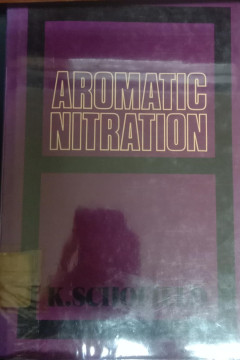 AROMATIC
NITRATION
K. SCHOFIELD